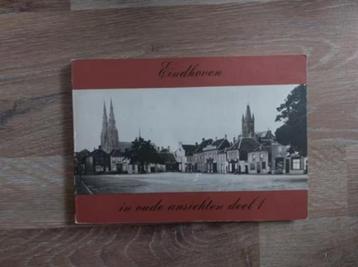 Eindhoven
in oude ansichten deel 1